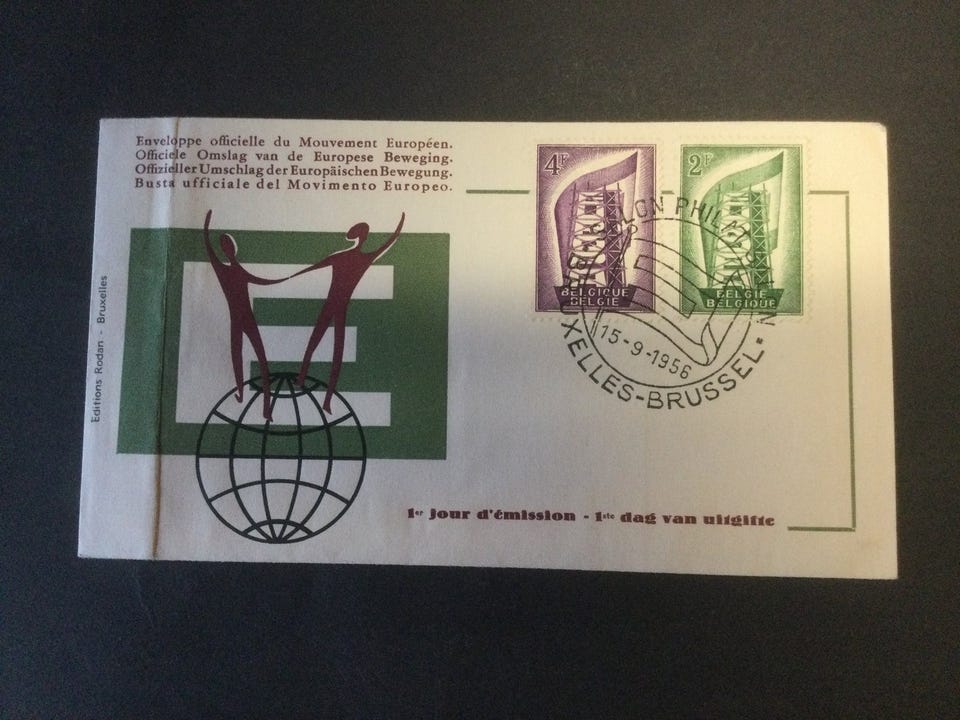 Enveloppe officielle du Mouvement Européen.
Officiele Omslag van de Europese Beweging.
Offizieller Umschlag der Europäischen Bewegung.
Busta ufficiale del Movimento Europeo.
4F
BELGIQUE
BELGIE
2F
BELGIE
BELGIQUE
SALON
15-9-1956
BRUSSEL
E
Editions Rodan - Bruxelles
1er jour d'émission - 1ste dag van uitgifte